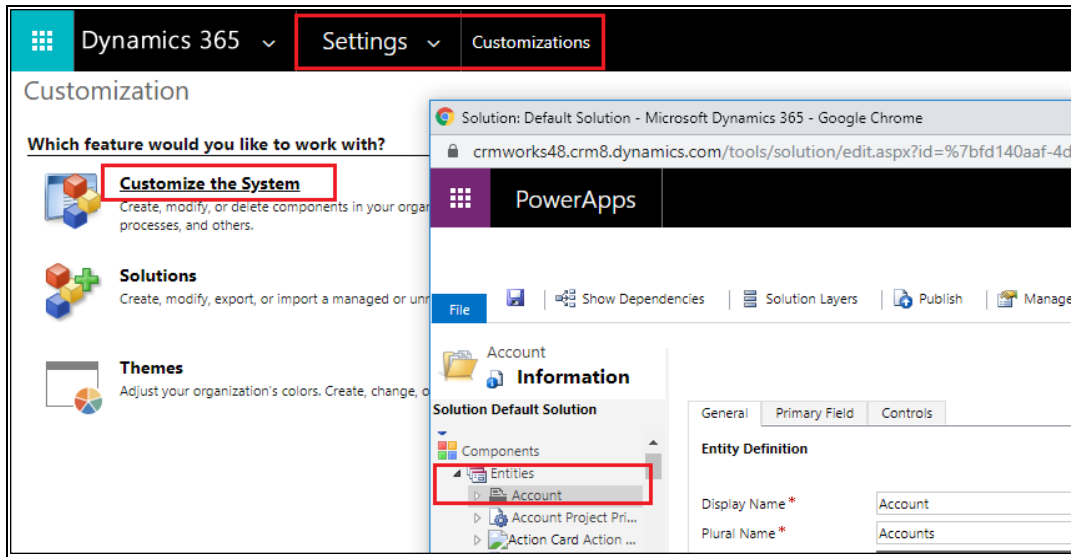 Dynamics 365 Settings Customizations
Customization
Which feature would you like to work with?
Customize the System
Create, modify, or delete components in your orgar
processes, and others.
Solutions
Create, modify, export, or import a managed or unr
Themes
Adjust your organization's colors. Create, change, o
Solution: Default Solution - Microsoft Dynamics 365 - Google Chrome
crmworks48.crm8.dynamics.com/tools/solution/edit.aspx?id=%7bfd140aaf-4d
PowerApps
File Show Dependencies Solution Layers Publish Manage
Account
Information
Solution Default Solution
Components
Entities
Account
Account Project Pri...
Action Card Action ...
General Primary Field Controls
Entity Definition
Display Name * Account
Plural Name * Accounts